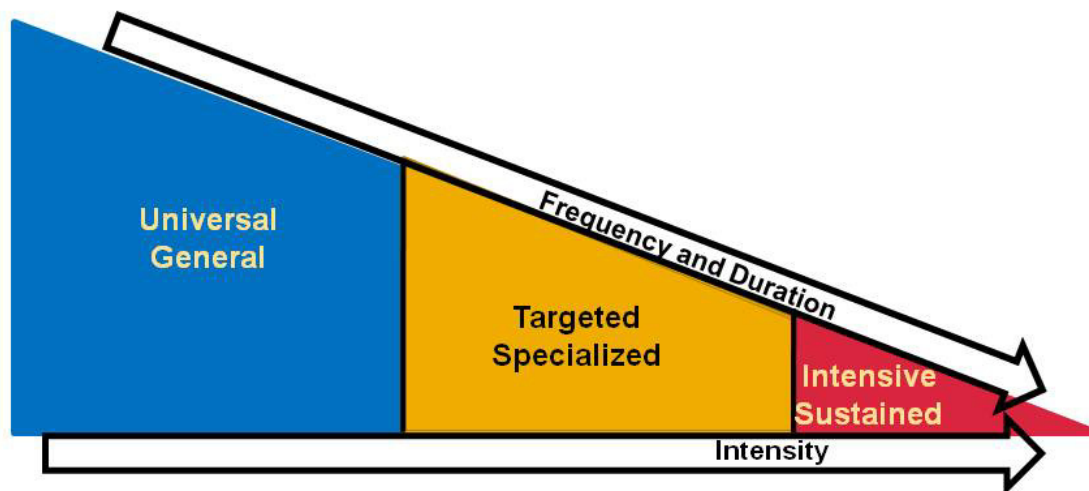 Universal
General
Frequency and Duration
Targeted
Specialized
Intensive
Sustained
Intensity